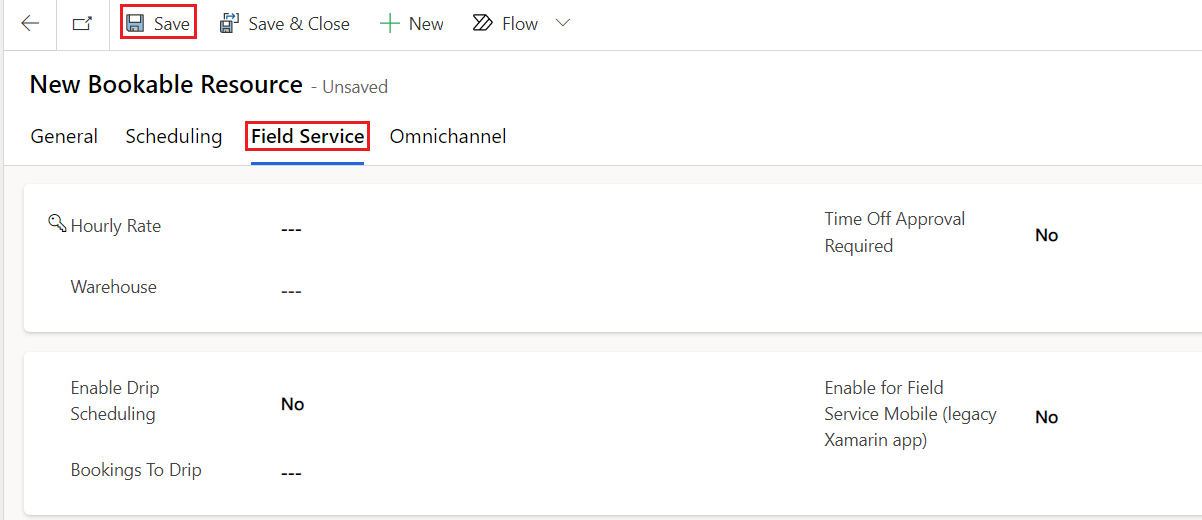 Save Save & Close New Flow
New Bookable Resource - Unsaved
General Scheduling Field Service Omnichannel
Hourly Rate ---
Time Off Approval
Required
No
Warehouse ---
Enable Drip
Scheduling
No
Enable for Field
Service Mobile (legacy
Xamarin app)
No
Bookings To Drip ---